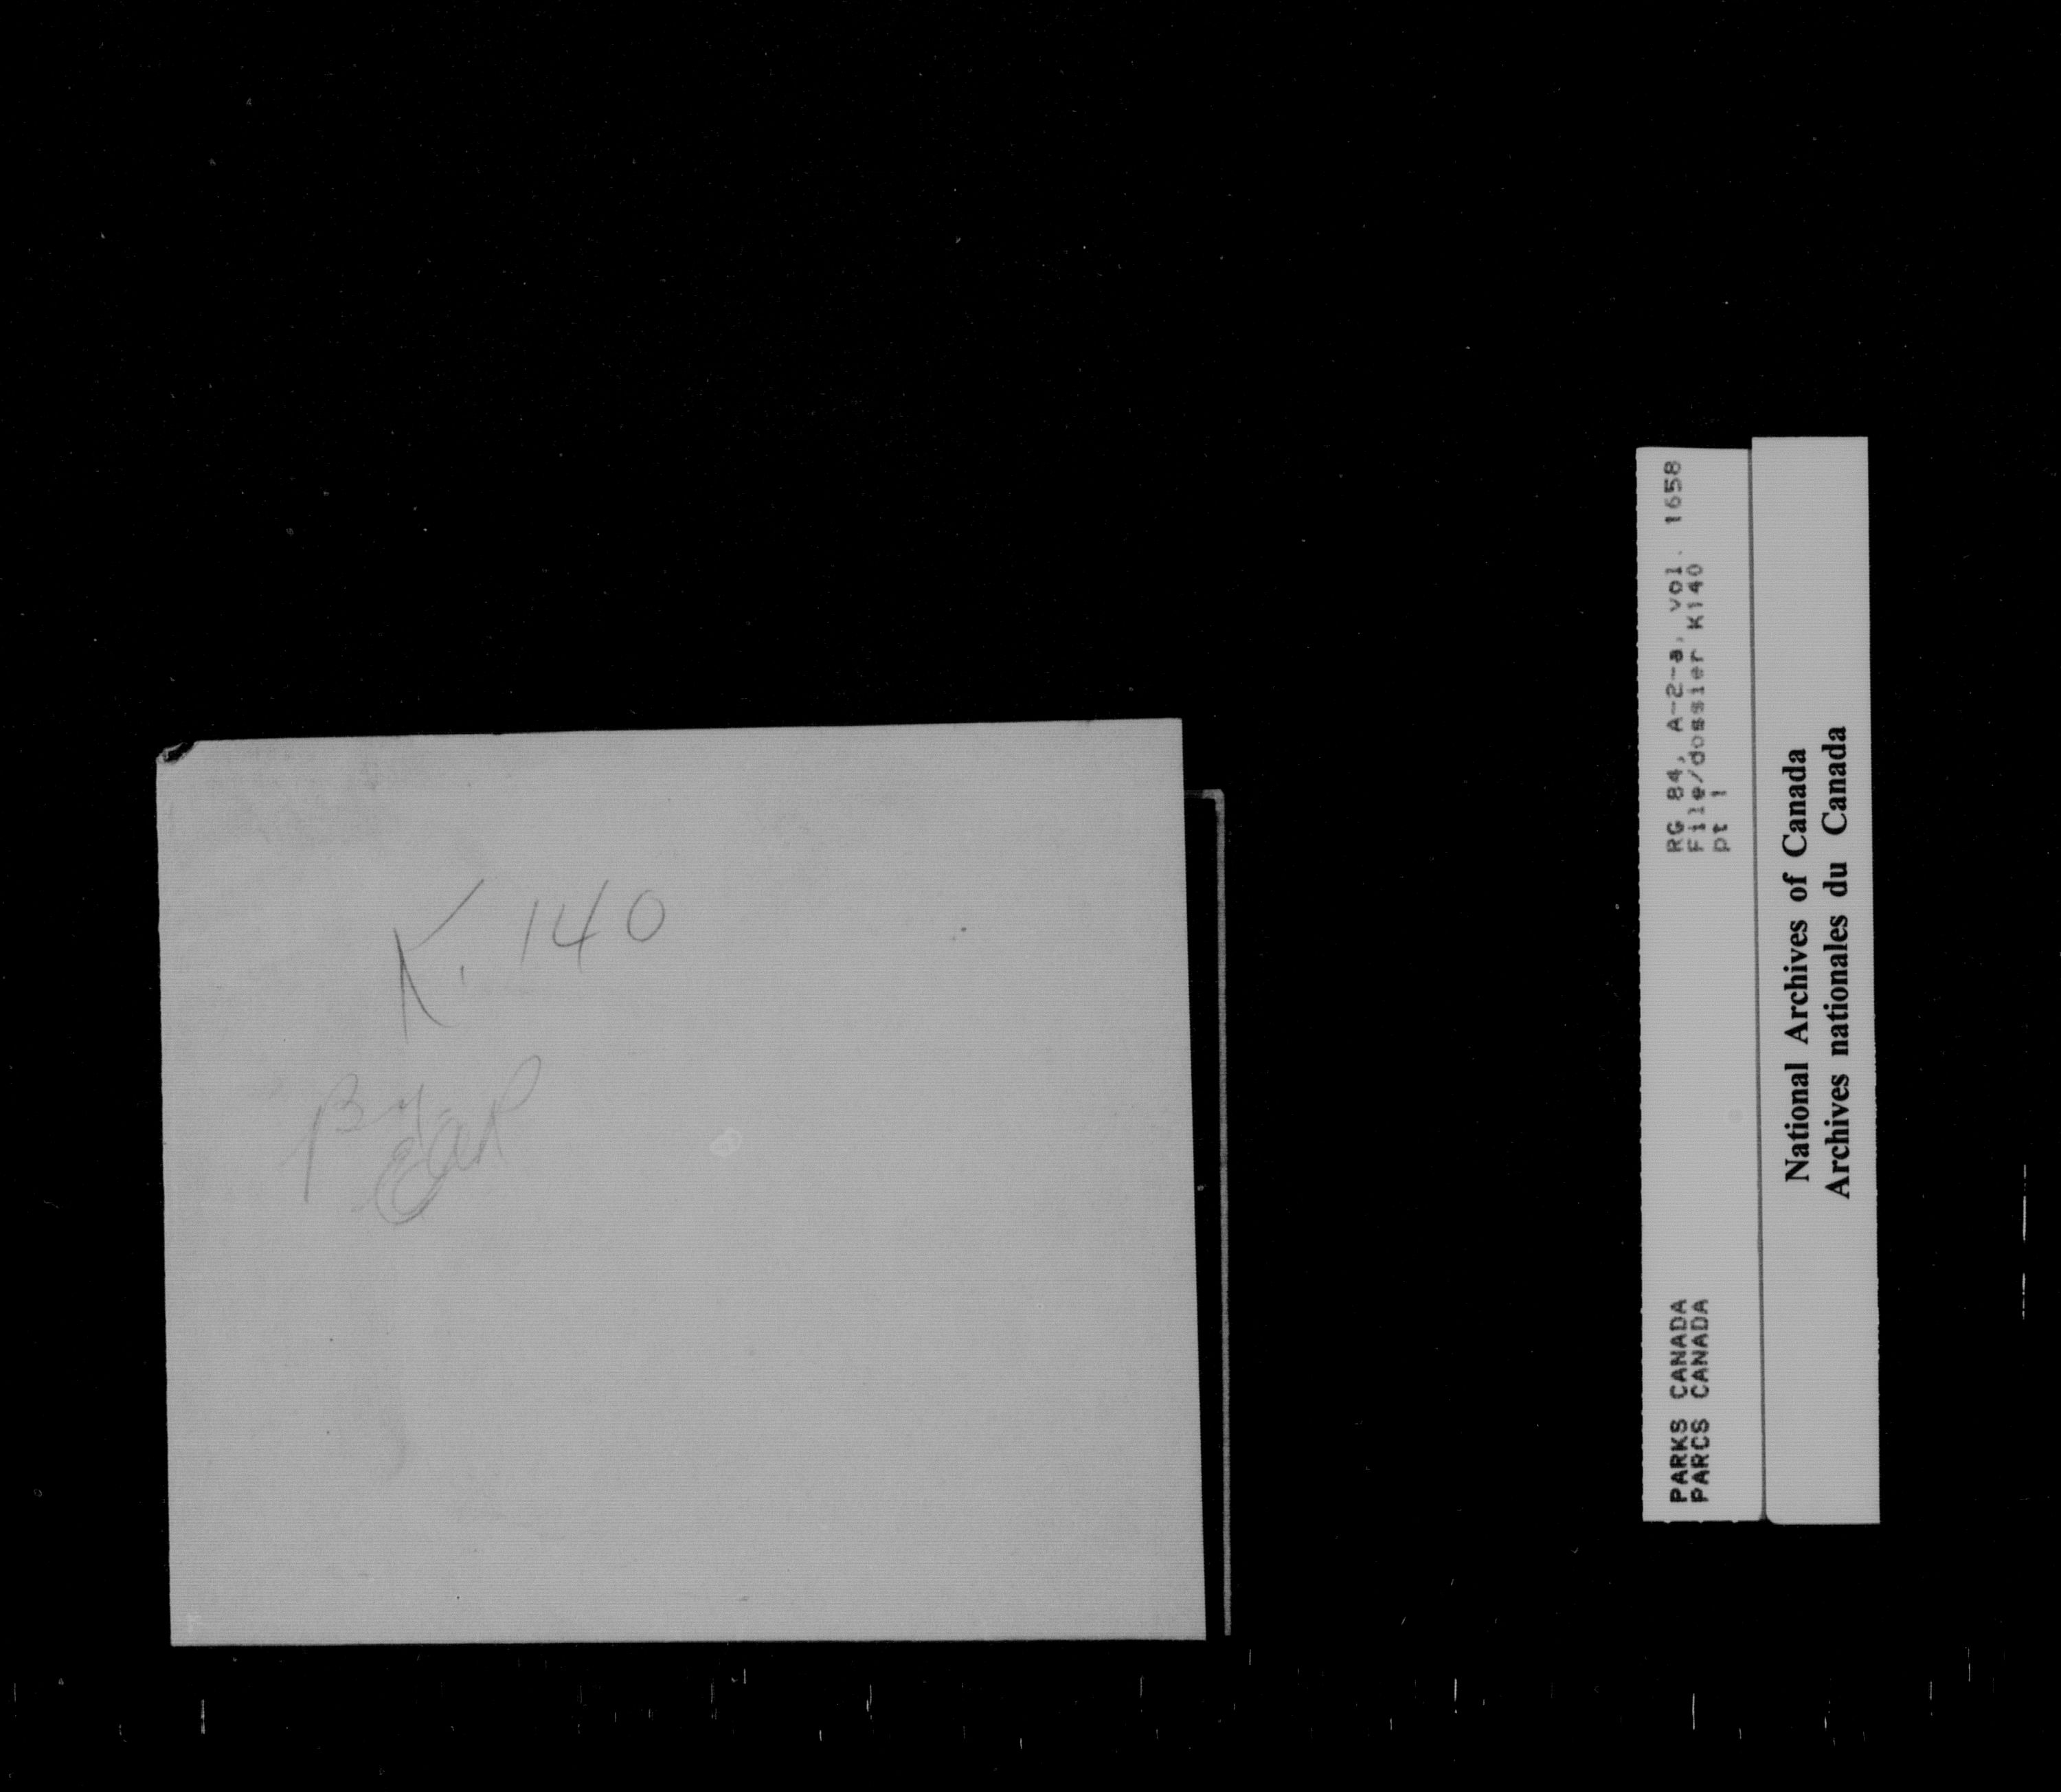 K. 140
PARKS CANADA
PARCS CANADA
RG 84, A-2-a, vol. 1658
File/dossier K140
pt 1
National Archives of Canada
Archives nationales du Canada